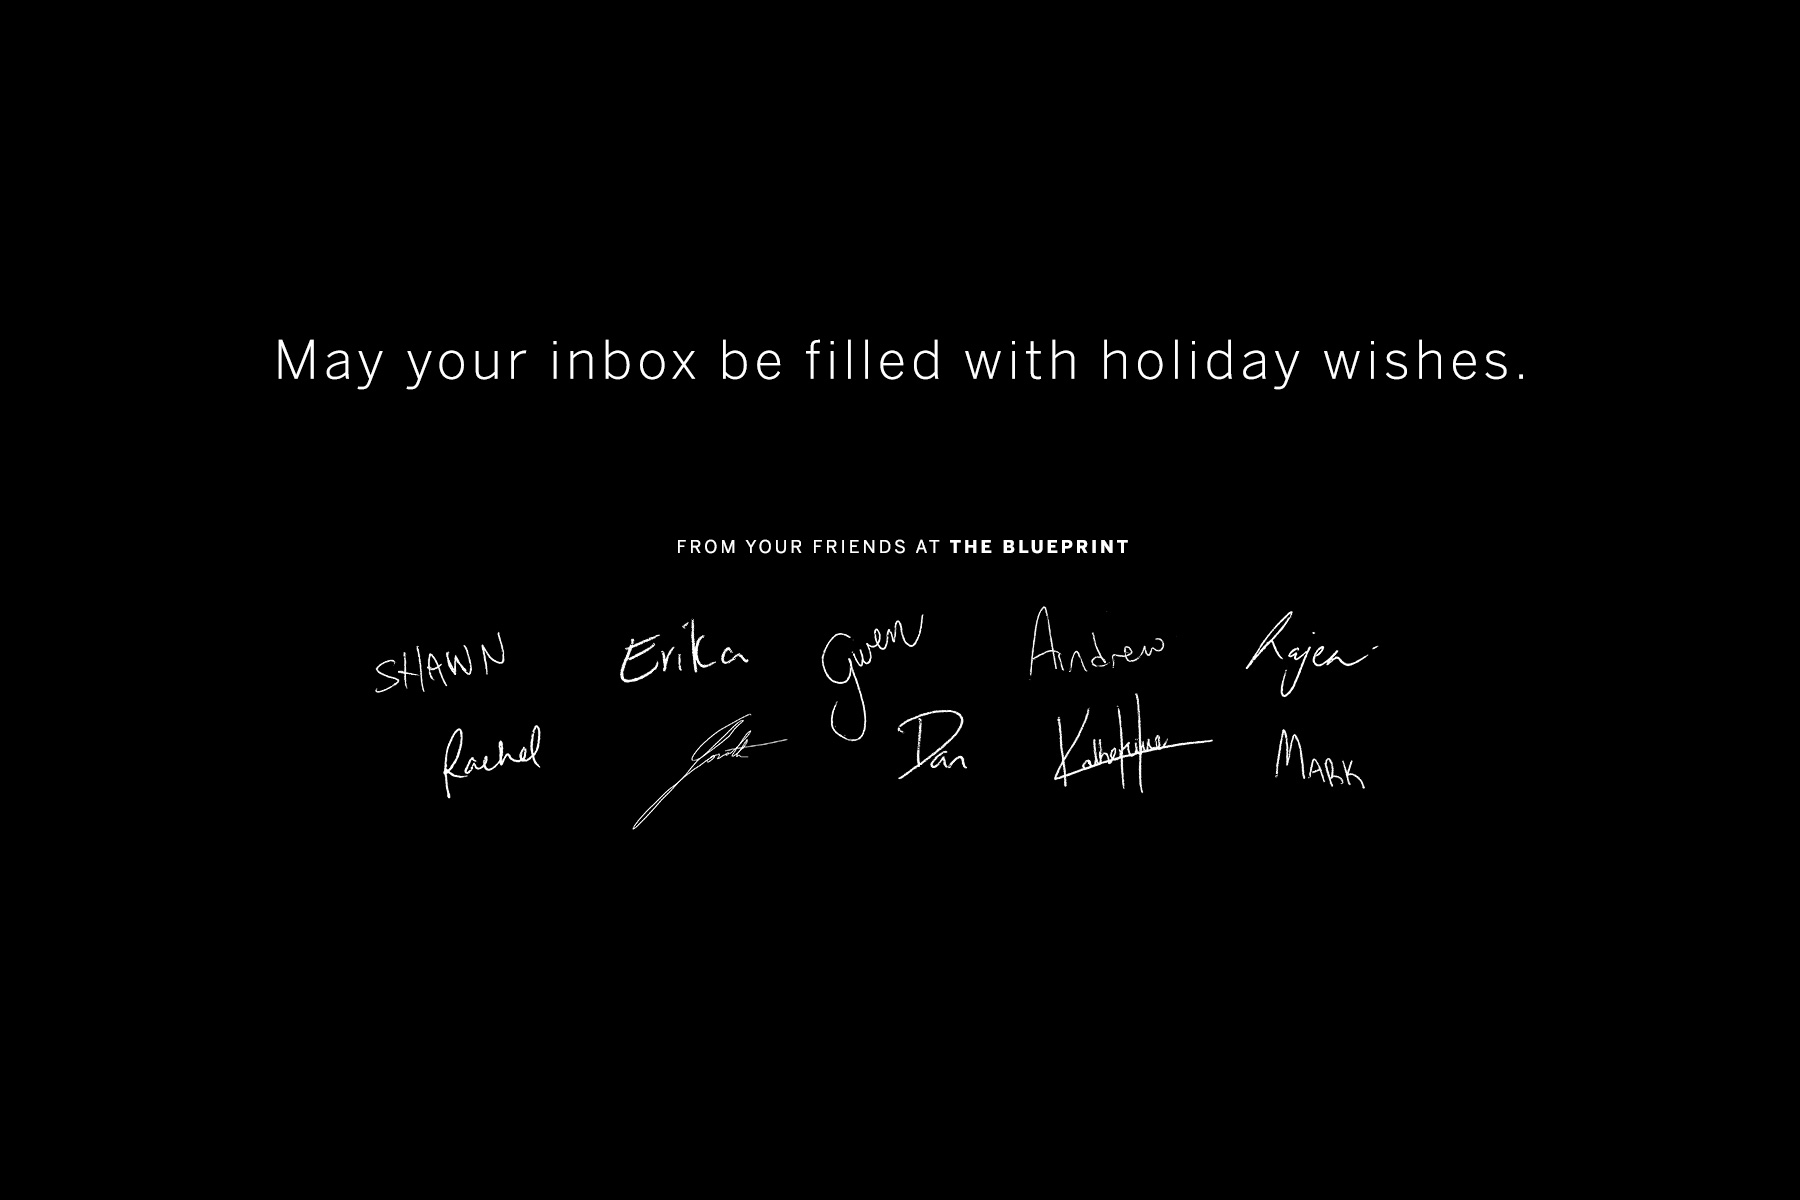 May your inbox be filled with holiday wishes.
FROM YOUR FRIENDS AT THE BLUEPRINT
SHAWN Erika Gwen Andrew Rajen
Rachel Dan Katherine MARK